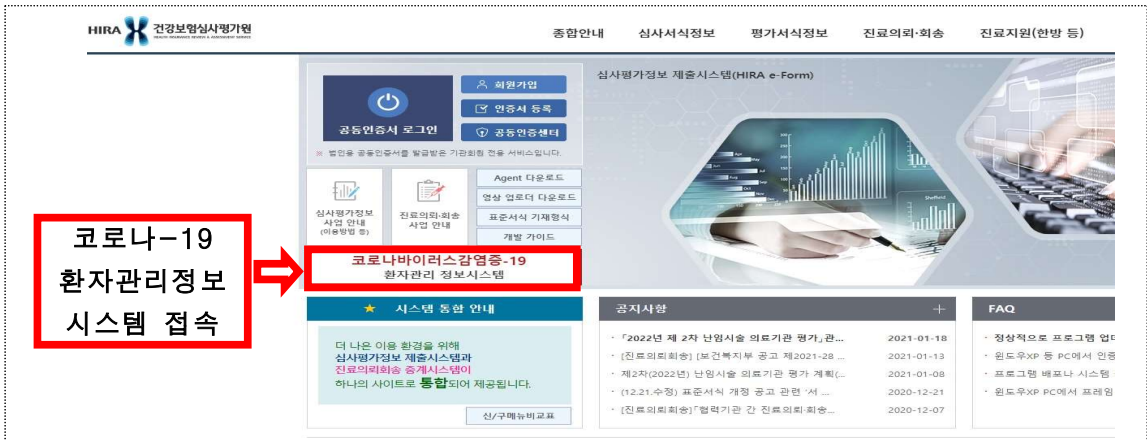 HIRA 건강보험심사평가원
HEALTH INSURANCE REVIEW & ASSESSMENT SERVICE
종합안내 심사서식정보 평가서식정보 진료의뢰·회송 진료지원(한방 등)
공동인증서 로그인
회원가입
인증서 등록
공동인증센터
※ 법인용 공동인증서를 발급받은 기관회원 전용 서비스입니다.
심사평가정보 제출시스템(HIRA e-Form)
심사평가정보
사업 안내
(이용방법 등)
진료의뢰·회송
사업 안내
Agent 다운로드
영상 업로더 다운로드
표준서식 기재형식
개발 가이드
코로나-19
환자관리정보
시스템 접속
코로나바이러스감염증-19
환자관리 정보시스템
★ 시스템 통합 안내
더 나은 이용 환경을 위해
심사평가정보 제출시스템과
진료의뢰회송 중계시스템이
하나의 사이트로 통합되어 제공됩니다.
신/구메뉴비교표
공지사항 +
· 「2022년 제 2차 난임시술 의료기관 평가」관... 2021-01-18
· [진료의뢰회송] [보건복지부 공고 제2021-28 ... 2021-01-13
· 제2차(2022년) 난임시술 의료기관 평가 계획(... 2021-01-08
· (12.21.수정) 표준서식 개정 공고 관련 '서 ... 2020-12-21
· [진료의뢰회송]「협력기관 간 진료의뢰·회송... 2020-12-07
FAQ
· 정상적으로 프로그램 업데
· 윈도우XP 등 PC에서 인증
· 프로그램 배포나 시스템
· 윈도우XP PC에서 프레임